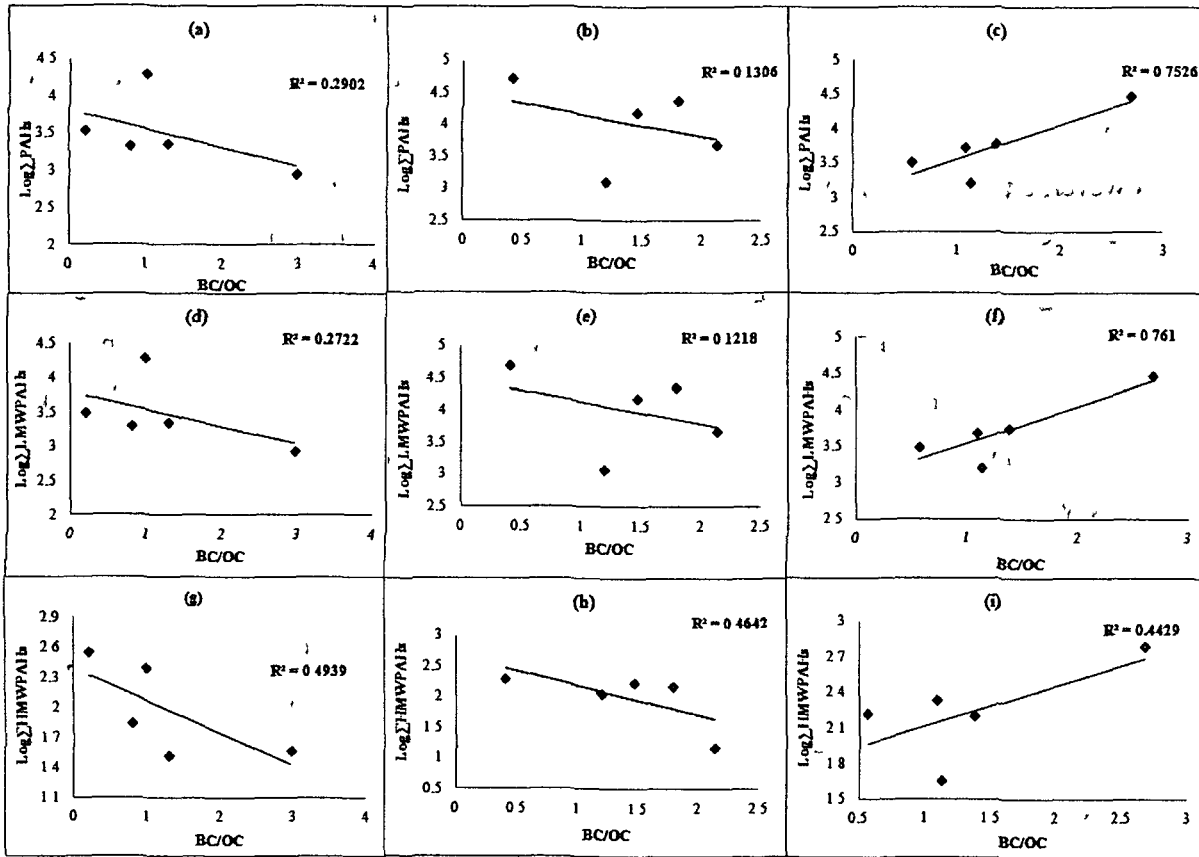 (a)
R² = 0.2902
4 5
4
3.5
3
2 5
2
0
1
2
3
4
Log∑PAHs
BC/OC
(b)
R² = 0 1306
5
4.5
4
3.5
3
2.5
0
0 5
1
1.5
2
2.5
Log∑PAHs
BC/OC
(c)
R² = 0 7526
5
4.5
4
3.5
3
2.5
0
1
2
3
Log∑PAHs
BC/OC
(d)
R² = 0.2722
4.5
4
3.5
3
2.5
2
0
1
2
3
4
Log∑LMWPAHs
BC/OC
(e)
R² = 0 1218
5
4.5
4
3.5
3
2.5
0
0.5
1
1.5
2
2.5
Log∑LMWPAHs
BC/OC
(f)
R² = 0 761
5
4.5
4
3.5
3
2 5
0
1
2
3
Log∑LMWPAHs
BC/OC
(g)
R² = 0 4939
2.9
2.6
2.3
2
1.7
1 4
1 1
0
1
2
3
4
Log∑HMWPAHs
BC/OC
(h)
R² = 0 4642
3
2.5
2
1.5
1
0.5
0
0.5
1
1.5
2
2 5
Log∑HMWPAHs
BC/OC
(i)
R² = 0.4429
3
2.7
2.4
2.1
1.8
1 5
0.5
1
1.5
2
2.5
3
Log∑HMWPAHs
BC/OC